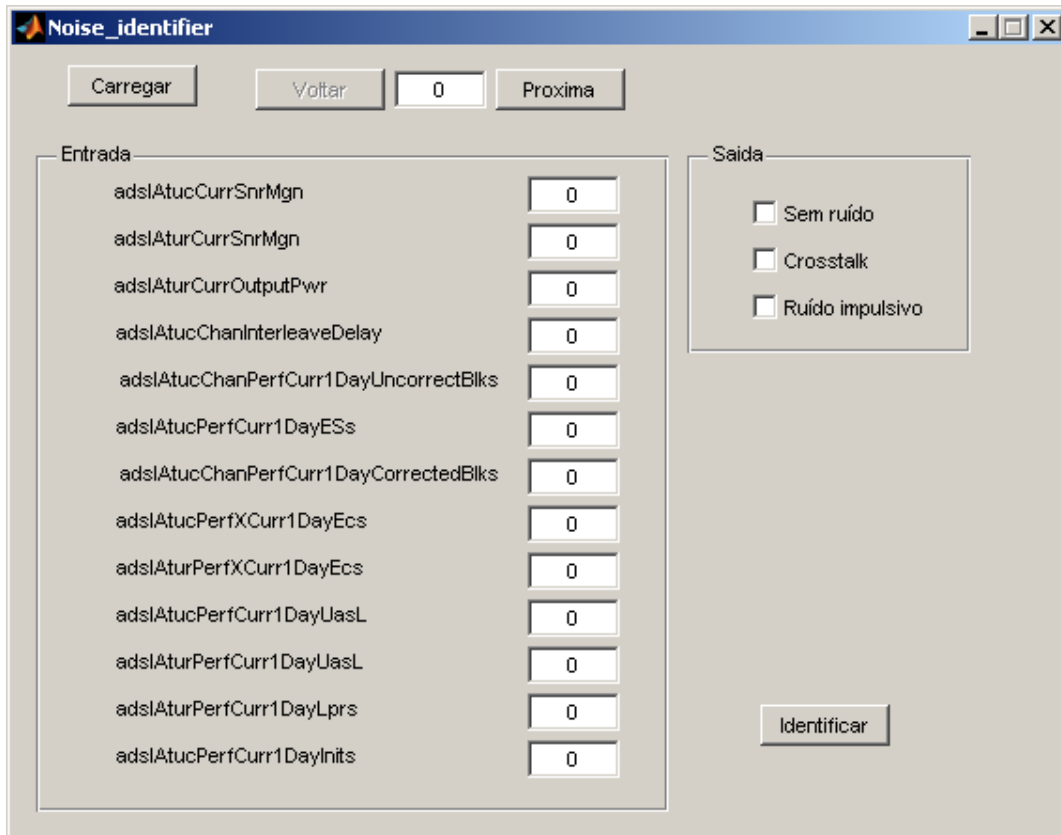 Noise_identifier
Carregar Voltar 0 Proxima
Entrada
adslAtucCurrSnrMgn 0
adslAturCurrSnrMgn 0
adslAturCurrOutputPwr 0
adslAtucChanInterleaveDelay 0
adslAtucChanPerfCurr1DayUncorrectBlks 0
adslAtucPerfCurr1DayESs 0
adslAtucChanPerfCurr1DayCorrectedBlks 0
adslAtucPerfXCurr1DayEcs 0
adslAturPerfXCurr1DayEcs 0
adslAtucPerfCurr1DayUasL 0
adslAturPerfCurr1DayUasL 0
adslAturPerfCurr1DayLprs 0
adslAtucPerfCurr1DayInits 0
Saida
Sem ruído
Crosstalk
Ruído impulsivo
Identificar